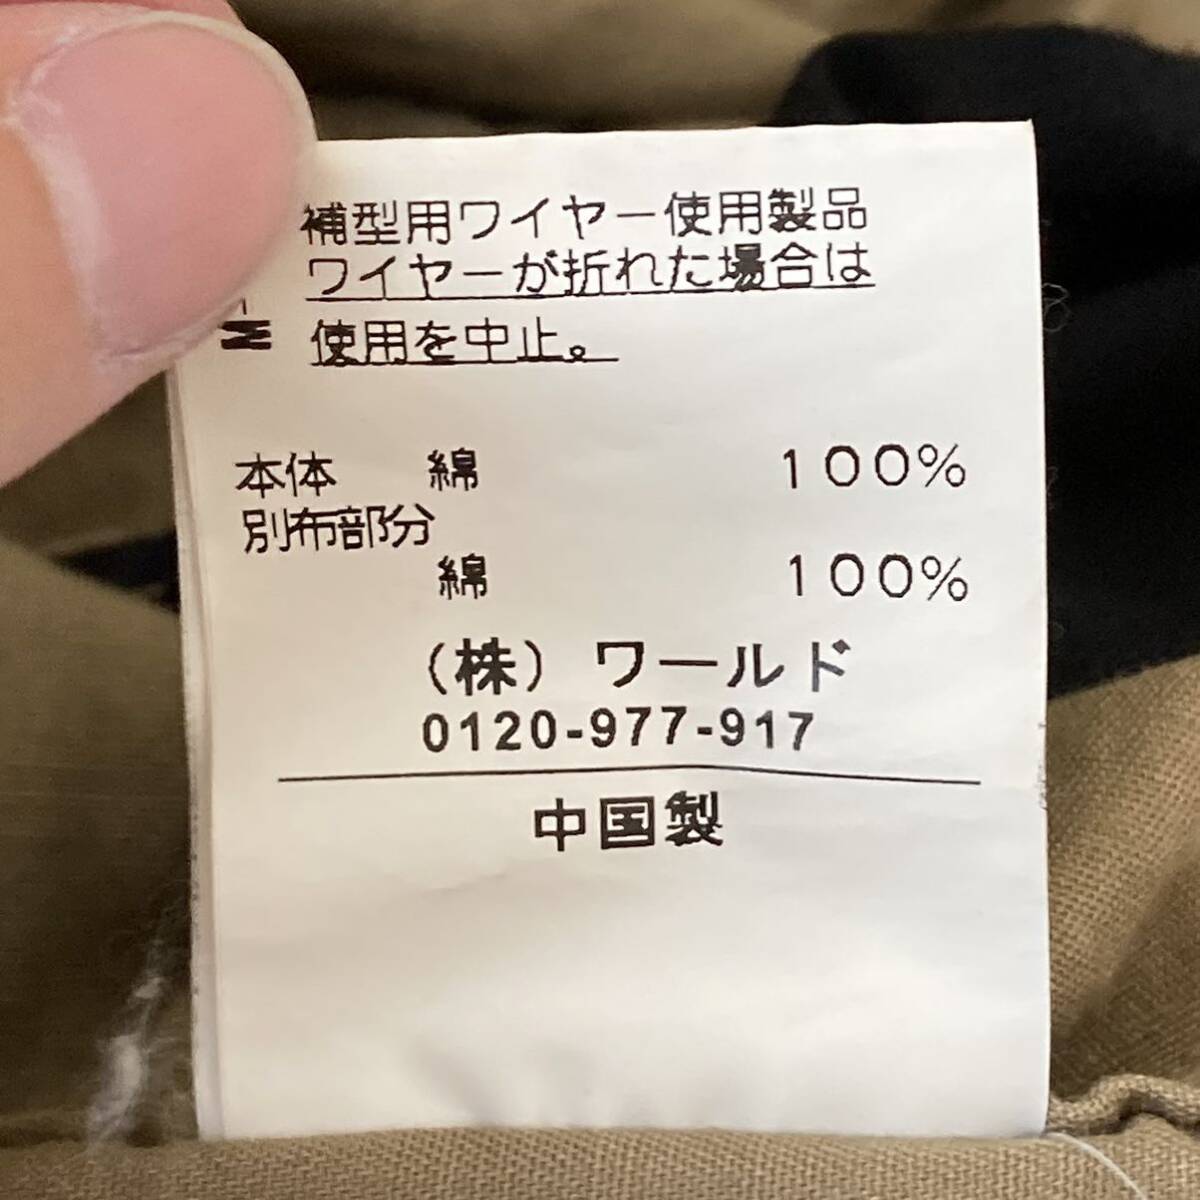 補型用ワイヤー使用製品
ワイヤーが折れた場合は
使用を中止。
本体 綿 100%
別布部分
綿 100%
(株) ワールド
0120-977-917
中国製